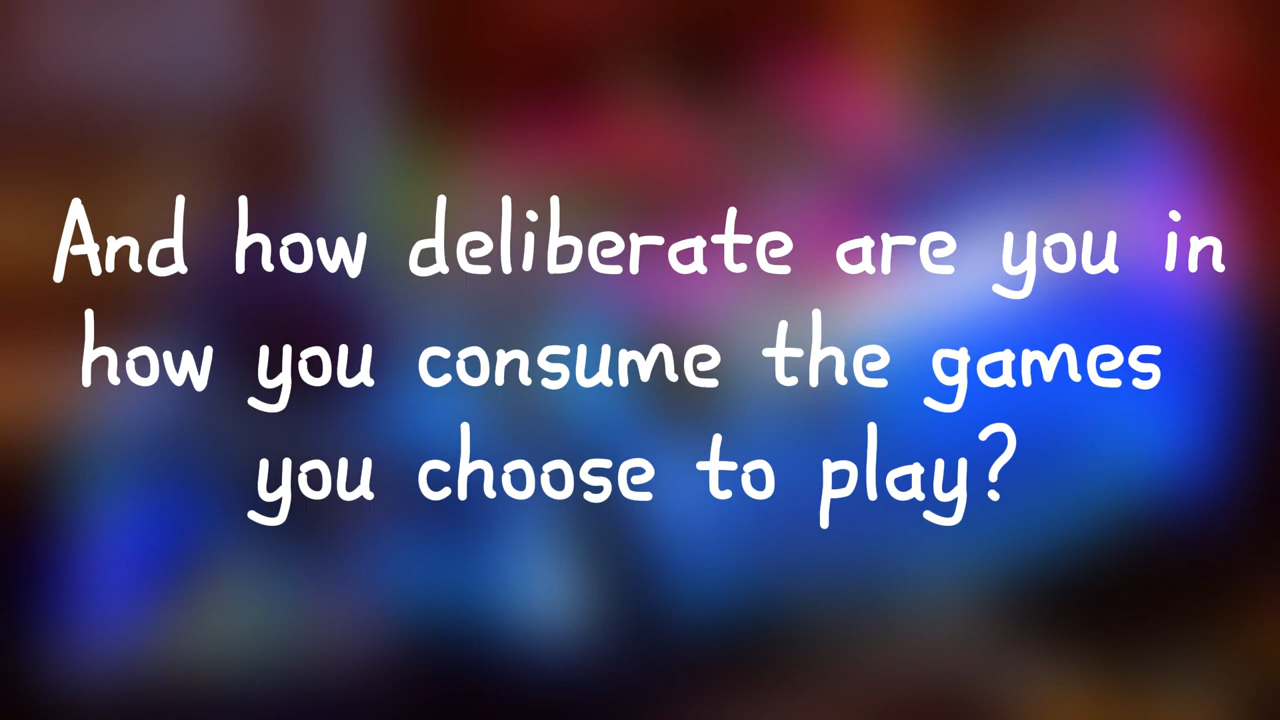 And how deliberate are you in
how you consume the games
you choose to play?